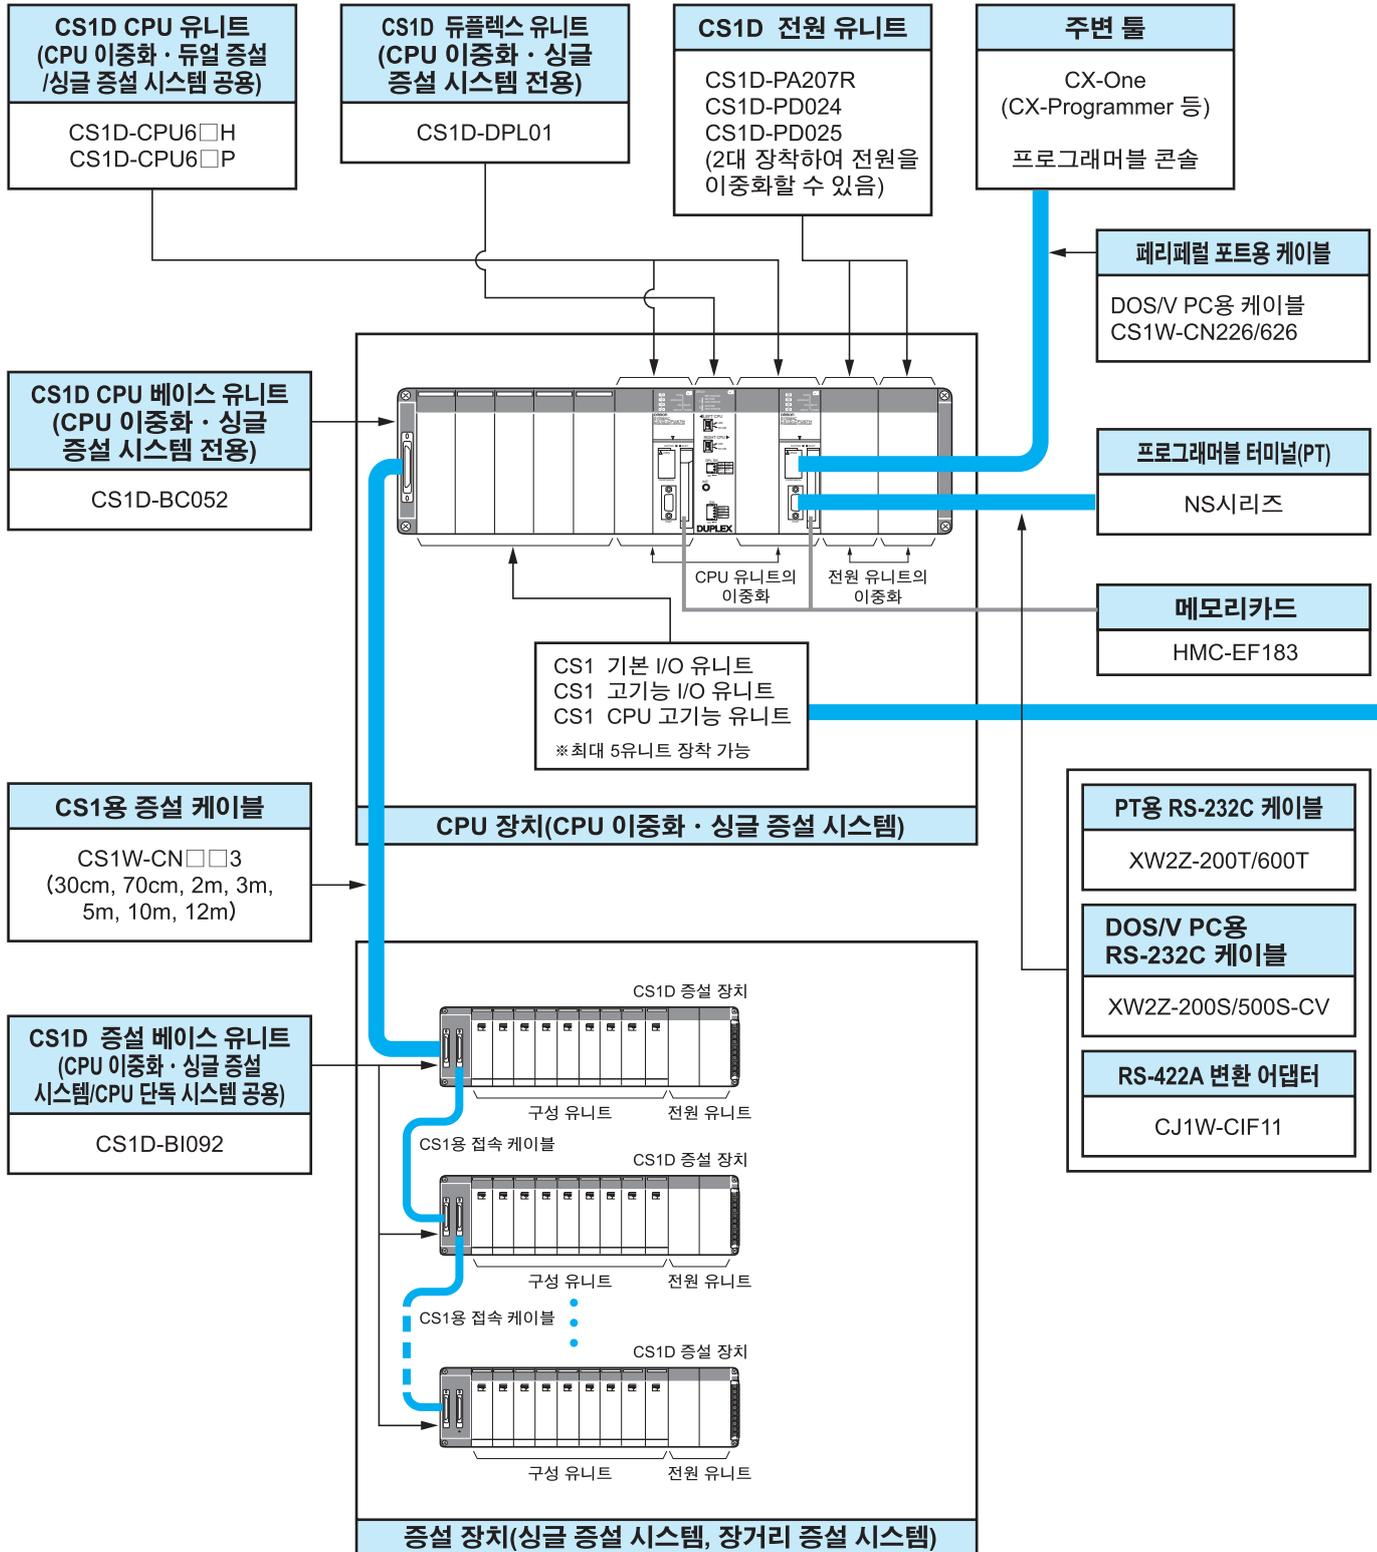 CS1D CPU 유니트
(CPU 이중화 · 듀얼 증설
/싱글 증설 시스템 공용)
CS1D-CPU6□H
CS1D-CPU6□P
CS1D 듀플렉스 유니트
(CPU 이중화 · 싱글
증설 시스템 전용)
CS1D-DPL01
CS1D 전원 유니트
CS1D-PA207R
CS1D-PD024
CS1D-PD025
(2대 장착하여 전원을
이중화할 수 있음)
주변 툴
CX-One
(CX-Programmer 등)
프로그래머블 콘솔
페리페럴 포트용 케이블
DOS/V PC용 케이블
CS1W-CN226/626
CS1D CPU 베이스 유니트
(CPU 이중화 · 싱글
증설 시스템 전용)
CS1D-BC052
LEFT CPU
RIGHT CPU
DUPLEX
프로그래머블 터미널(PT)
NS시리즈
CPU 유니트의
이중화
전원 유니트의
이중화
메모리카드
HMC-EF183
CS1 기본 I/O 유니트
CS1 고기능 I/O 유니트
CS1 CPU 고기능 유니트
※최대 5유니트 장착 가능
CPU 장치(CPU 이중화 · 싱글 증설 시스템)
CS1용 증설 케이블
CS1W-CN□□3
(30cm, 70cm, 2m, 3m,
5m, 10m, 12m)
PT용 RS-232C 케이블
XW2Z-200T/600T
DOS/V PC용
RS-232C 케이블
XW2Z-200S/500S-CV
RS-422A 변환 어댑터
CJ1W-CIF11
CS1D 증설 베이스 유니트
(CPU 이중화 · 싱글 증설
시스템/CPU 단독 시스템 공용)
CS1D-BI092
CS1D 증설 장치
구성 유니트
전원 유니트
CS1용 접속 케이블
CS1D 증설 장치
구성 유니트
전원 유니트
CS1용 접속 케이블
CS1D 증설 장치
구성 유니트
전원 유니트
증설 장치(싱글 증설 시스템, 장거리 증설 시스템)